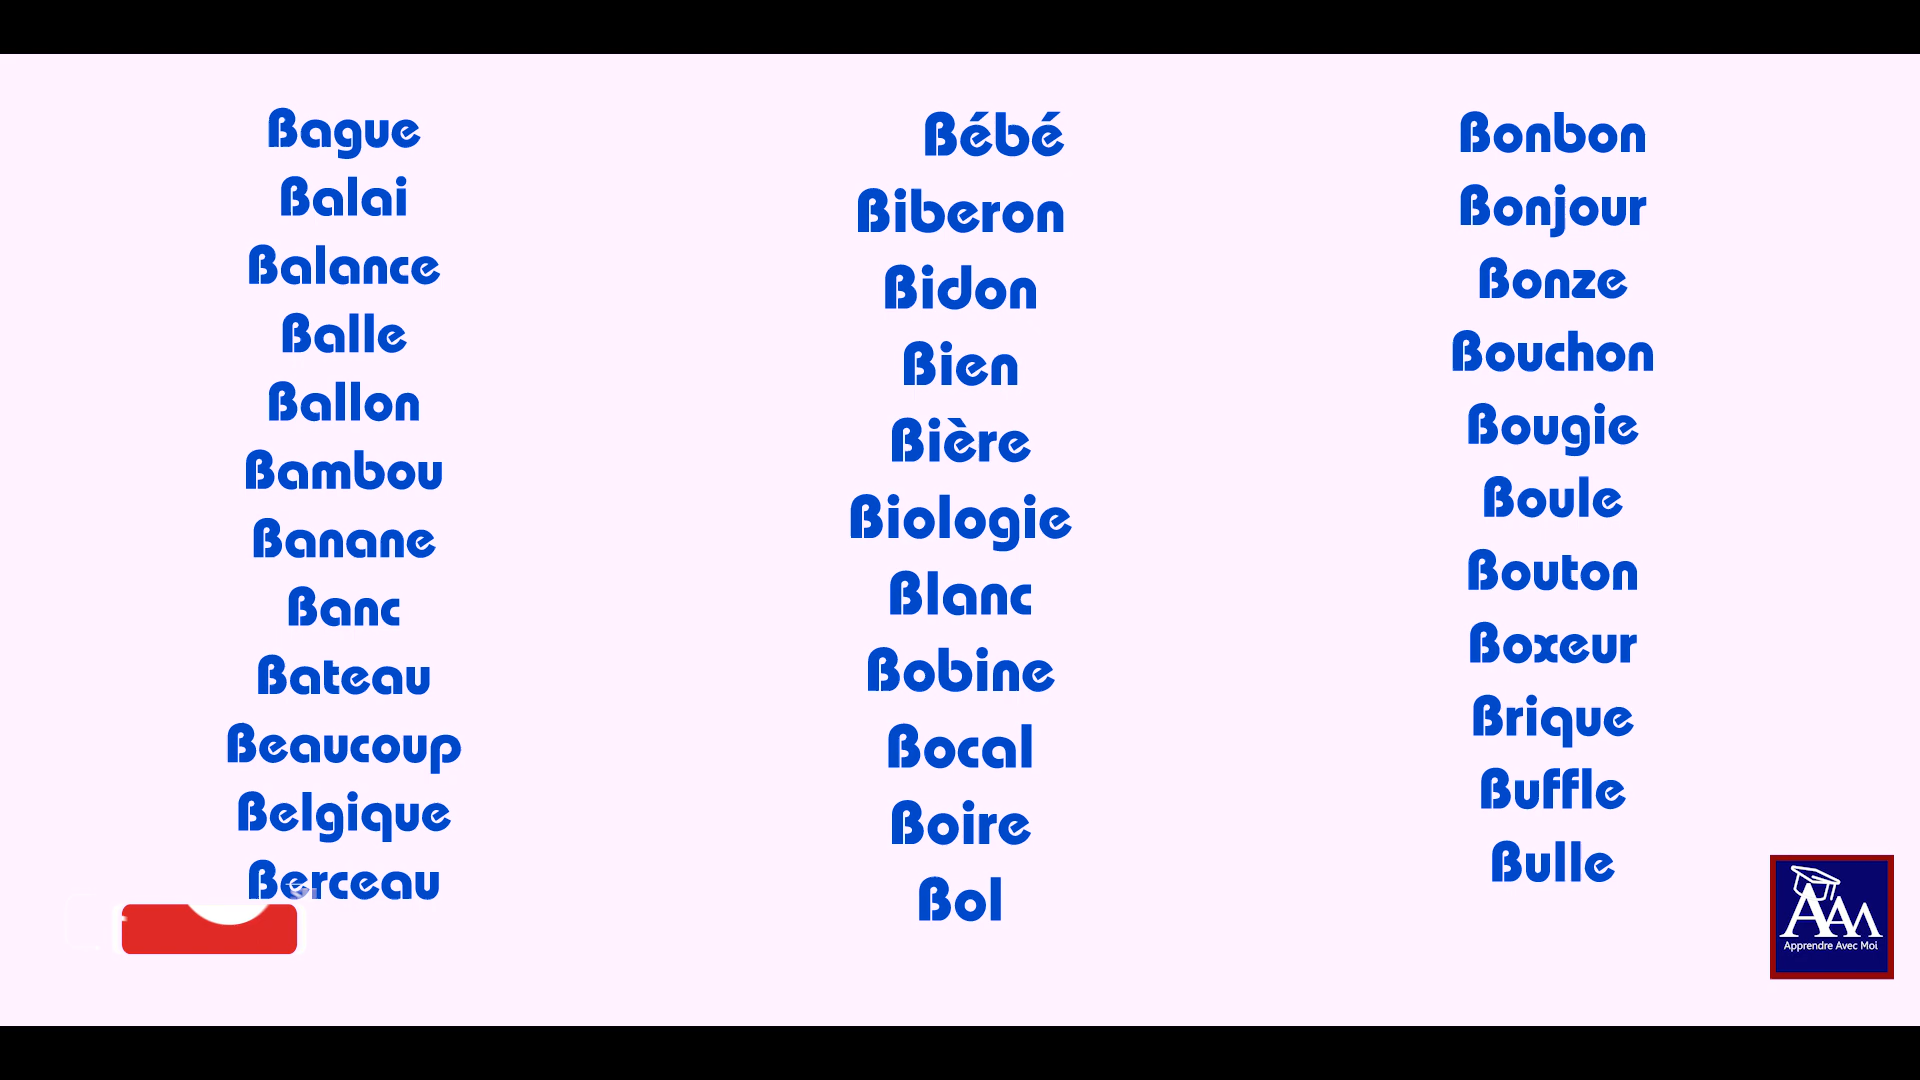 Bague
Balai
Balance
Balle
Ballon
Bambou
Banane
Banc
Bateau
Beaucoup
Belgique
Berceau
Bébé
Biberon
Bidon
Bien
Bière
Biologie
Blanc
Bobine
Bocal
Boire
Bol
Bonbon
Bonjour
Bonze
Bouchon
Bougie
Boule
Bouton
Boxeur
Brique
Buffle
Bulle
AAM
Apprendre Avec Moi